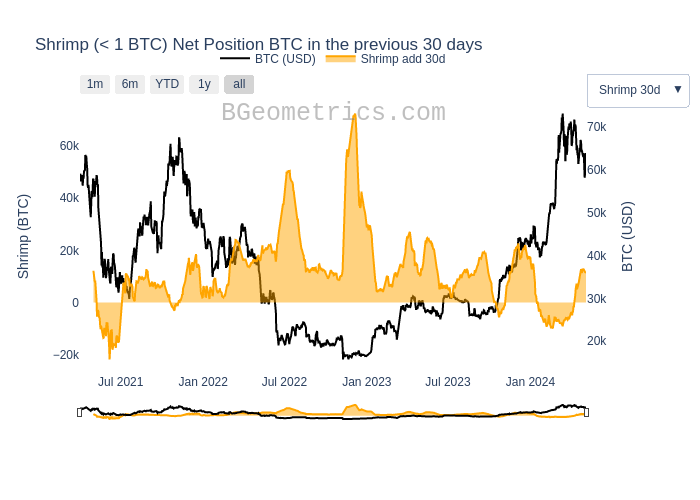 Shrimp (< 1 BTC) Net Position BTC in the previous 30 days
BTC (USD) Shrimp add 30d
1m 6m YTD 1y all
Shrimp 30d ▼
BGeometrics.com
Shrimp (BTC)
60k
40k
20k
0
−20k
70k
60k
50k
40k
30k
20k
BTC (USD)
Jul 2021 Jan 2022 Jul 2022 Jan 2023 Jul 2023 Jan 2024